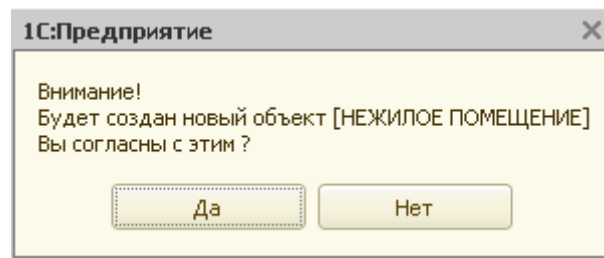 1С:Предприятие
Внимание!
Будет создан новый объект [НЕЖИЛОЕ ПОМЕЩЕНИЕ]
Вы согласны с этим ?
Да
Нет